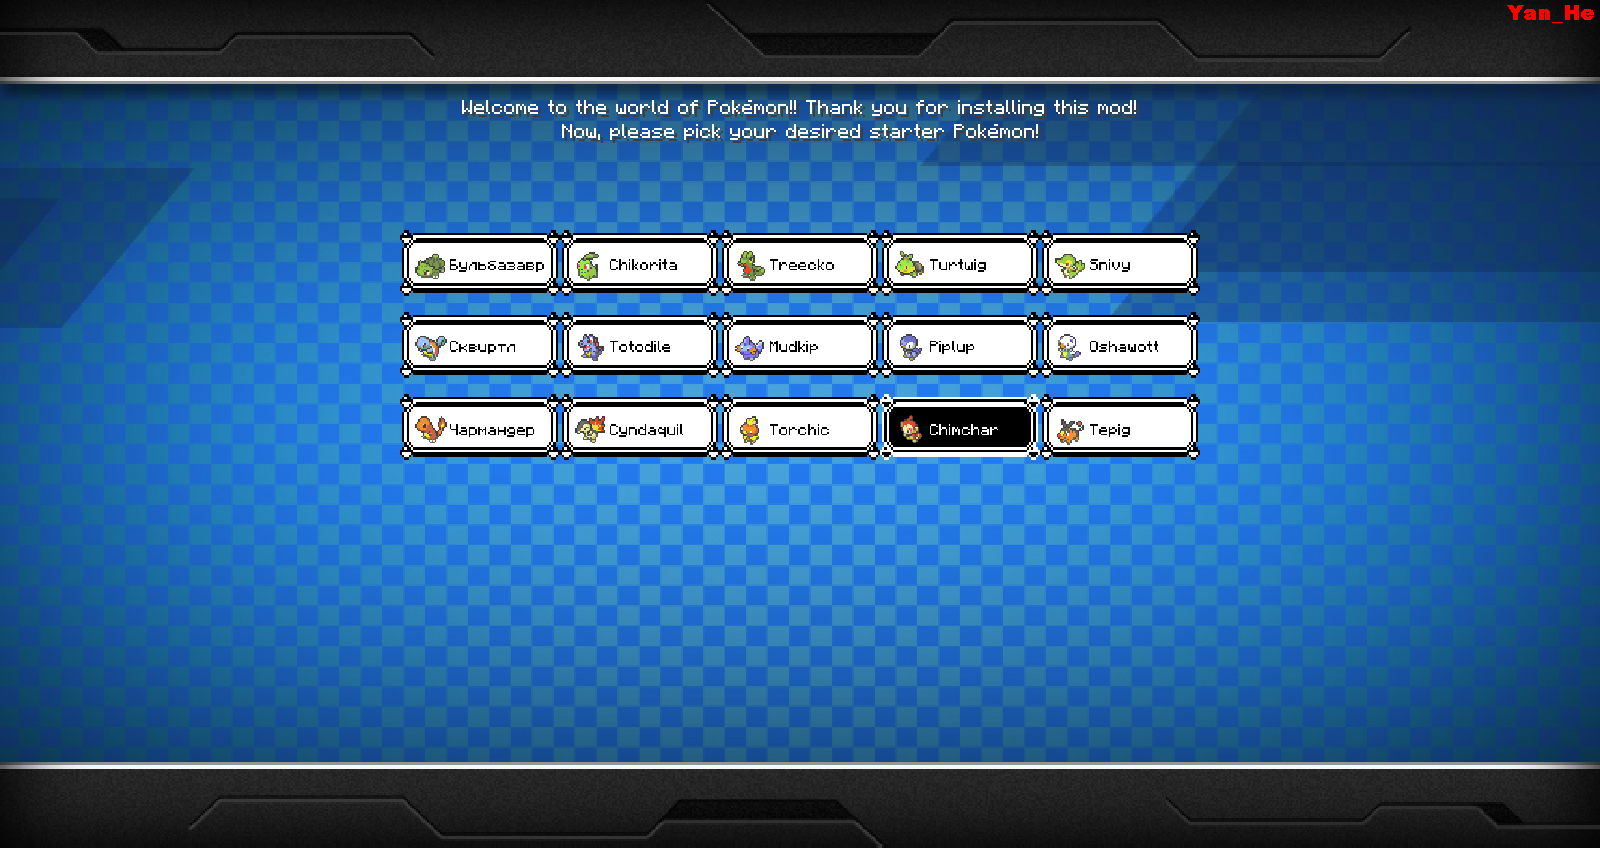 Yan_He
Welcome to the world of Pokémon!! Thank you for installing this mod!
Now, please pick your desired starter Pokémon!
Бульбазавр Chikorita Treecko Turtwig Snivy
Сквиртл Totodile Mudkip Piplup Oshawott
Чармандер Cyndaquil Torchic Chimchar Tepig